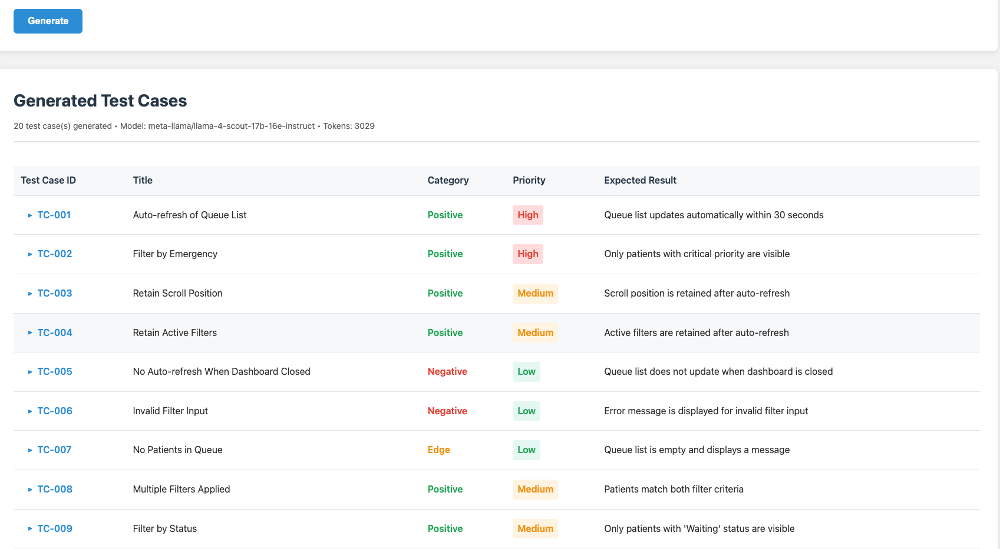 Generate
Generated Test Cases
20 test case(s) generated • Model: meta-llama/llama-4-scout-17b-16e-instruct • Tokens: 3029
Test Case ID Title Category Priority Expected Result
▸ TC-001 Auto-refresh of Queue List Positive High Queue list updates automatically within 30 seconds
▸ TC-002 Filter by Emergency Positive High Only patients with critical priority are visible
▸ TC-003 Retain Scroll Position Positive Medium Scroll position is retained after auto-refresh
▸ TC-004 Retain Active Filters Positive Medium Active filters are retained after auto-refresh
▸ TC-005 No Auto-refresh When Dashboard Closed Negative Low Queue list does not update when dashboard is closed
▸ TC-006 Invalid Filter Input Negative Low Error message is displayed for invalid filter input
▸ TC-007 No Patients in Queue Edge Low Queue list is empty and displays a message
▸ TC-008 Multiple Filters Applied Positive Medium Patients match both filter criteria
▸ TC-009 Filter by Status Positive Medium Only patients with 'Waiting' status are visible